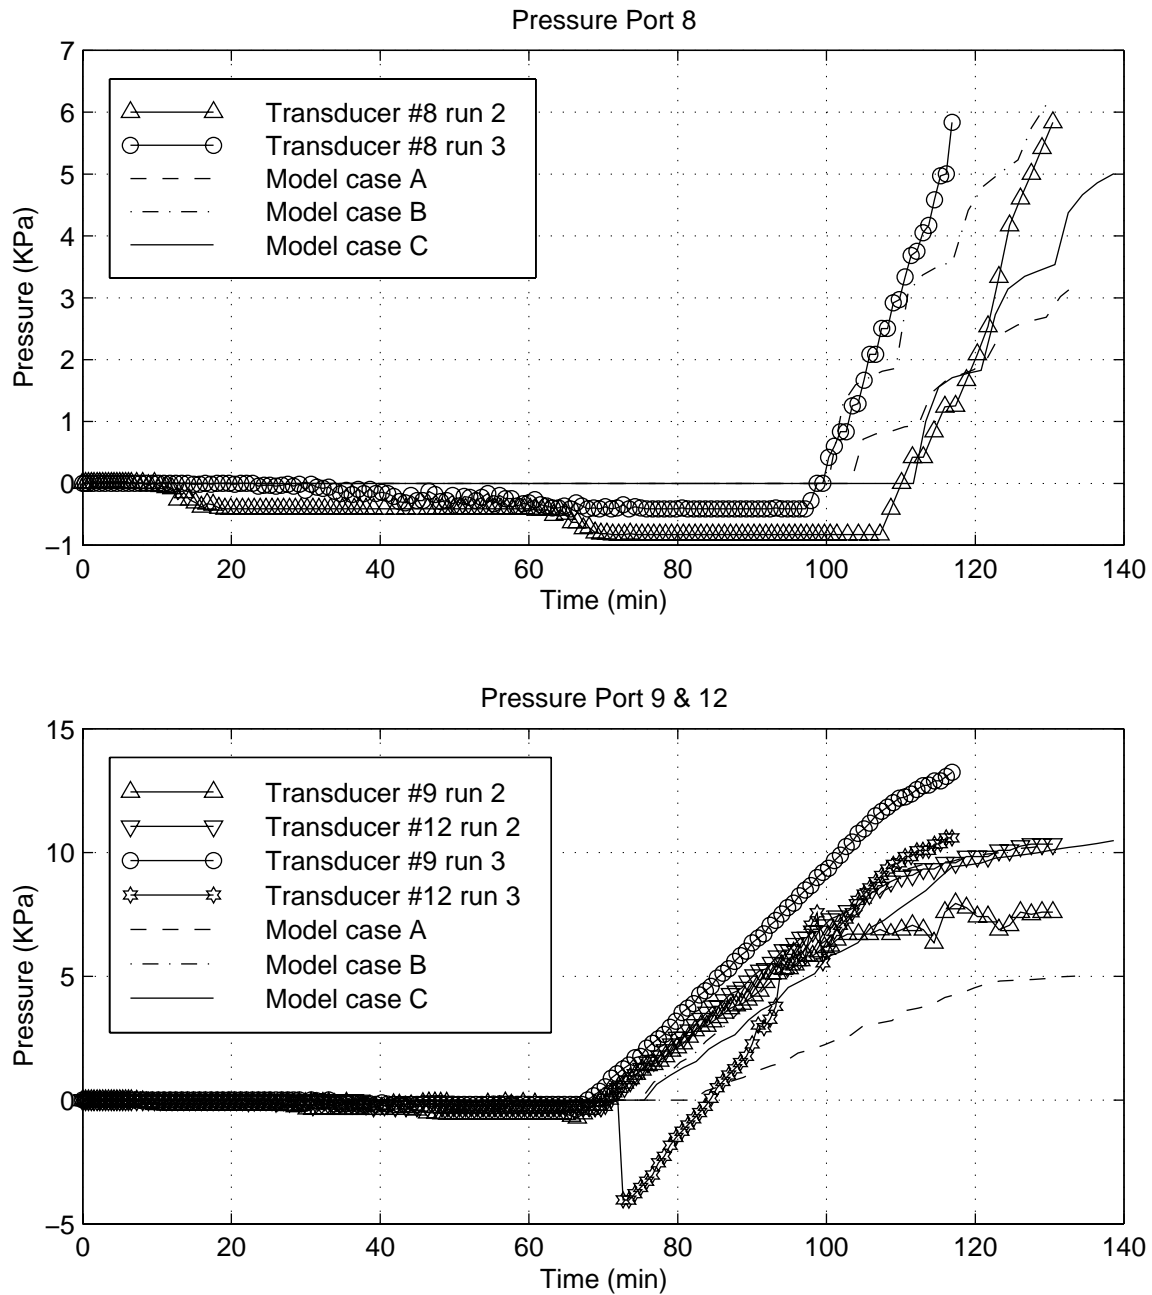 Pressure Port 8
7
6
5
4
3
2
1
0
−1
Pressure (KPa)
Transducer #8 run 2
Transducer #8 run 3
Model case A
Model case B
Model case C
0 20 40 60 80 100 120 140
Time (min)
Pressure Port 9 & 12
15
10
5
0
−5
Pressure (KPa)
Transducer #9 run 2
Transducer #12 run 2
Transducer #9 run 3
Transducer #12 run 3
Model case A
Model case B
Model case C
0 20 40 60 80 100 120 140
Time (min)